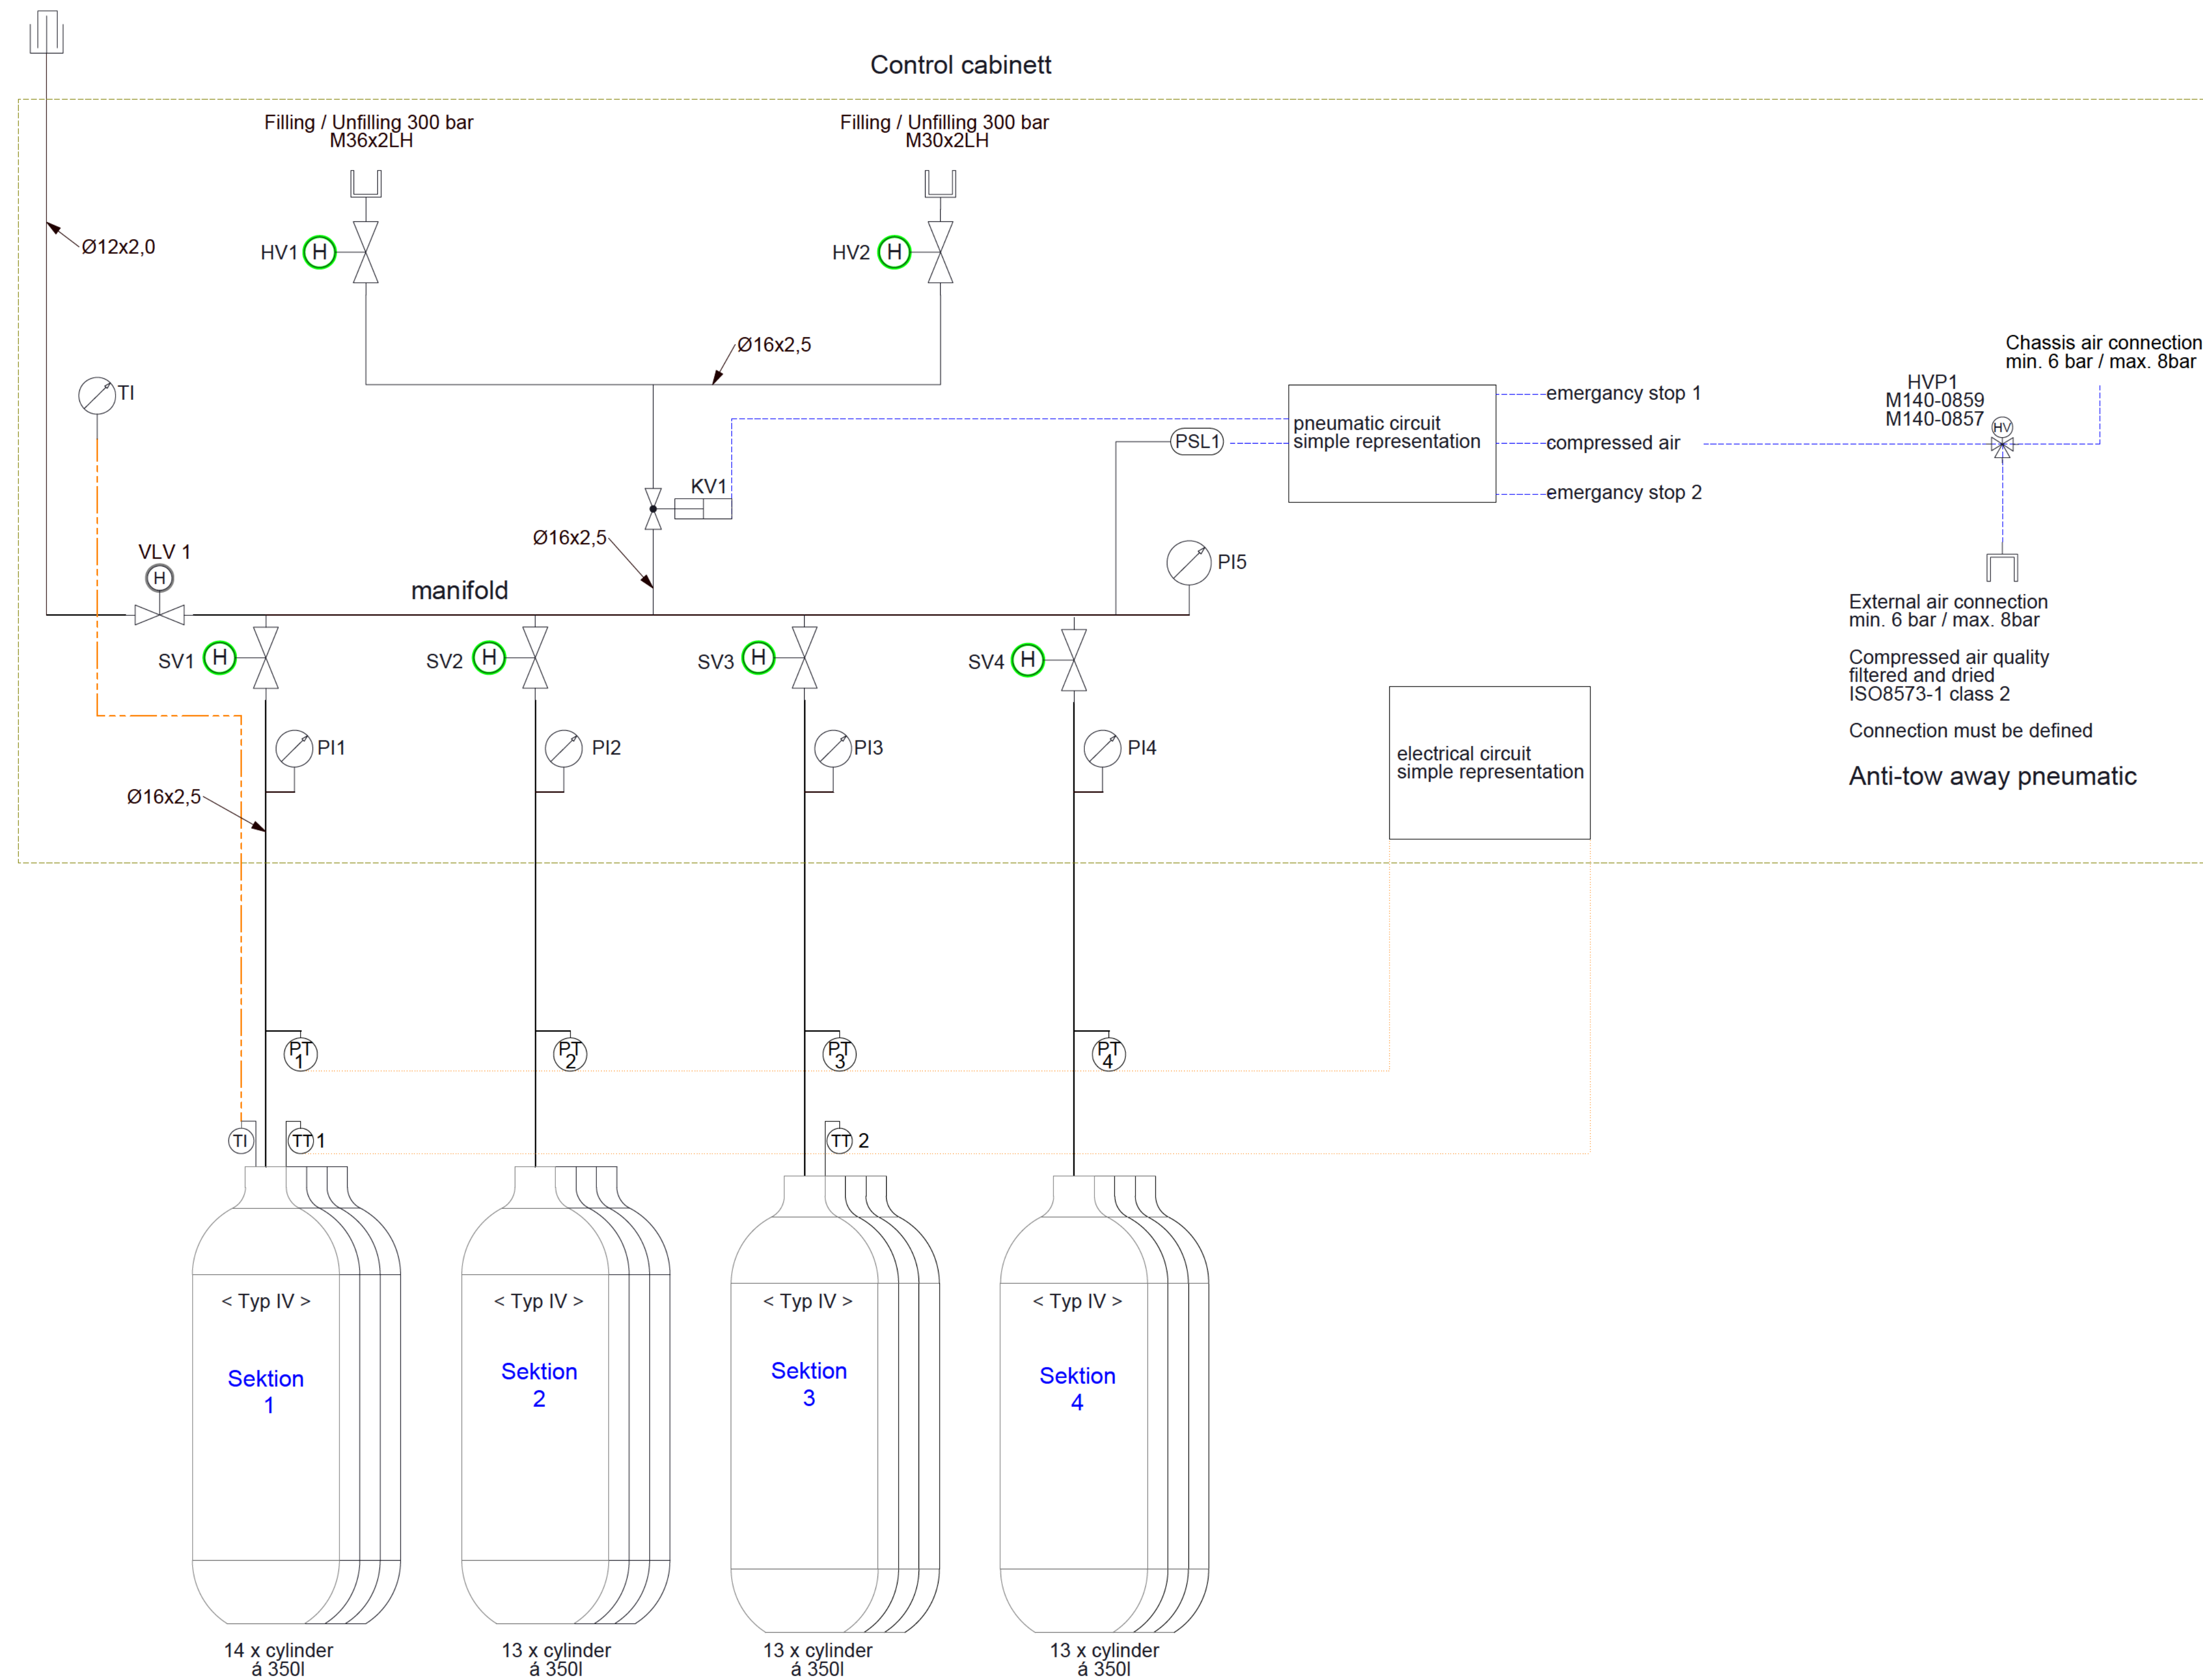 Control cabinett
Filling / Unfilling 300 bar
M36x2LH
Filling / Unfilling 300 bar
M30x2LH
Ø12x2,0
HV1 H
HV2 H
Ø16x2,5
TI
Chassis air connection
min. 6 bar / max. 8bar
HVP1
M140-0859
M140-0857
HV
pneumatic circuit
simple representation
emergancy stop 1
compressed air
emergancy stop 2
PSL1
KV1
Ø16x2,5
VLV 1
H
manifold
PI5
External air connection
min. 6 bar / max. 8bar
Compressed air quality
filtered and dried
ISO8573-1 class 2
Connection must be defined
Anti-tow away pneumatic
SV1 H
SV2 H
SV3 H
SV4 H
PI1
PI2
PI3
PI4
electrical circuit
simple representation
Ø16x2,5
PT
1
PT
2
PT
3
PT
4
TI
TT 1
TT 2
< Typ IV >
< Typ IV >
< Typ IV >
< Typ IV >
Sektion
1
Sektion
2
Sektion
3
Sektion
4
14 x cylinder
á 350l
13 x cylinder
á 350l
13 x cylinder
á 350l
13 x cylinder
á 350l